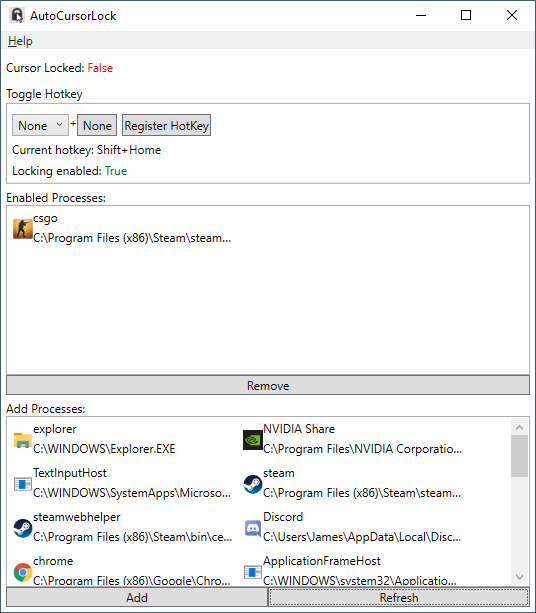 AutoCursorLock
Help
Cursor Locked: False
Toggle Hotkey
None + None Register HotKey
Current hotkey: Shift+Home
Locking enabled: True
Enabled Processes:
csgo
C:\Program Files (x86)\Steam\steam...
Remove
Add Processes:
explorer
C:\WINDOWS\Explorer.EXE
NVIDIA Share
C:\Program Files\NVIDIA Corporatio...
TextInputHost
C:\WINDOWS\SystemApps\Microso...
steam
C:\Program Files (x86)\Steam\steam...
steamwebhelper
C:\Program Files (x86)\Steam\bin\ce...
Discord
C:\Users\James\AppData\Local\Disc...
chrome
C:\Program Files (x86)\Google\Chro...
ApplicationFrameHost
C:\WINDOWS\system32\Applicatio...
Add
Refresh